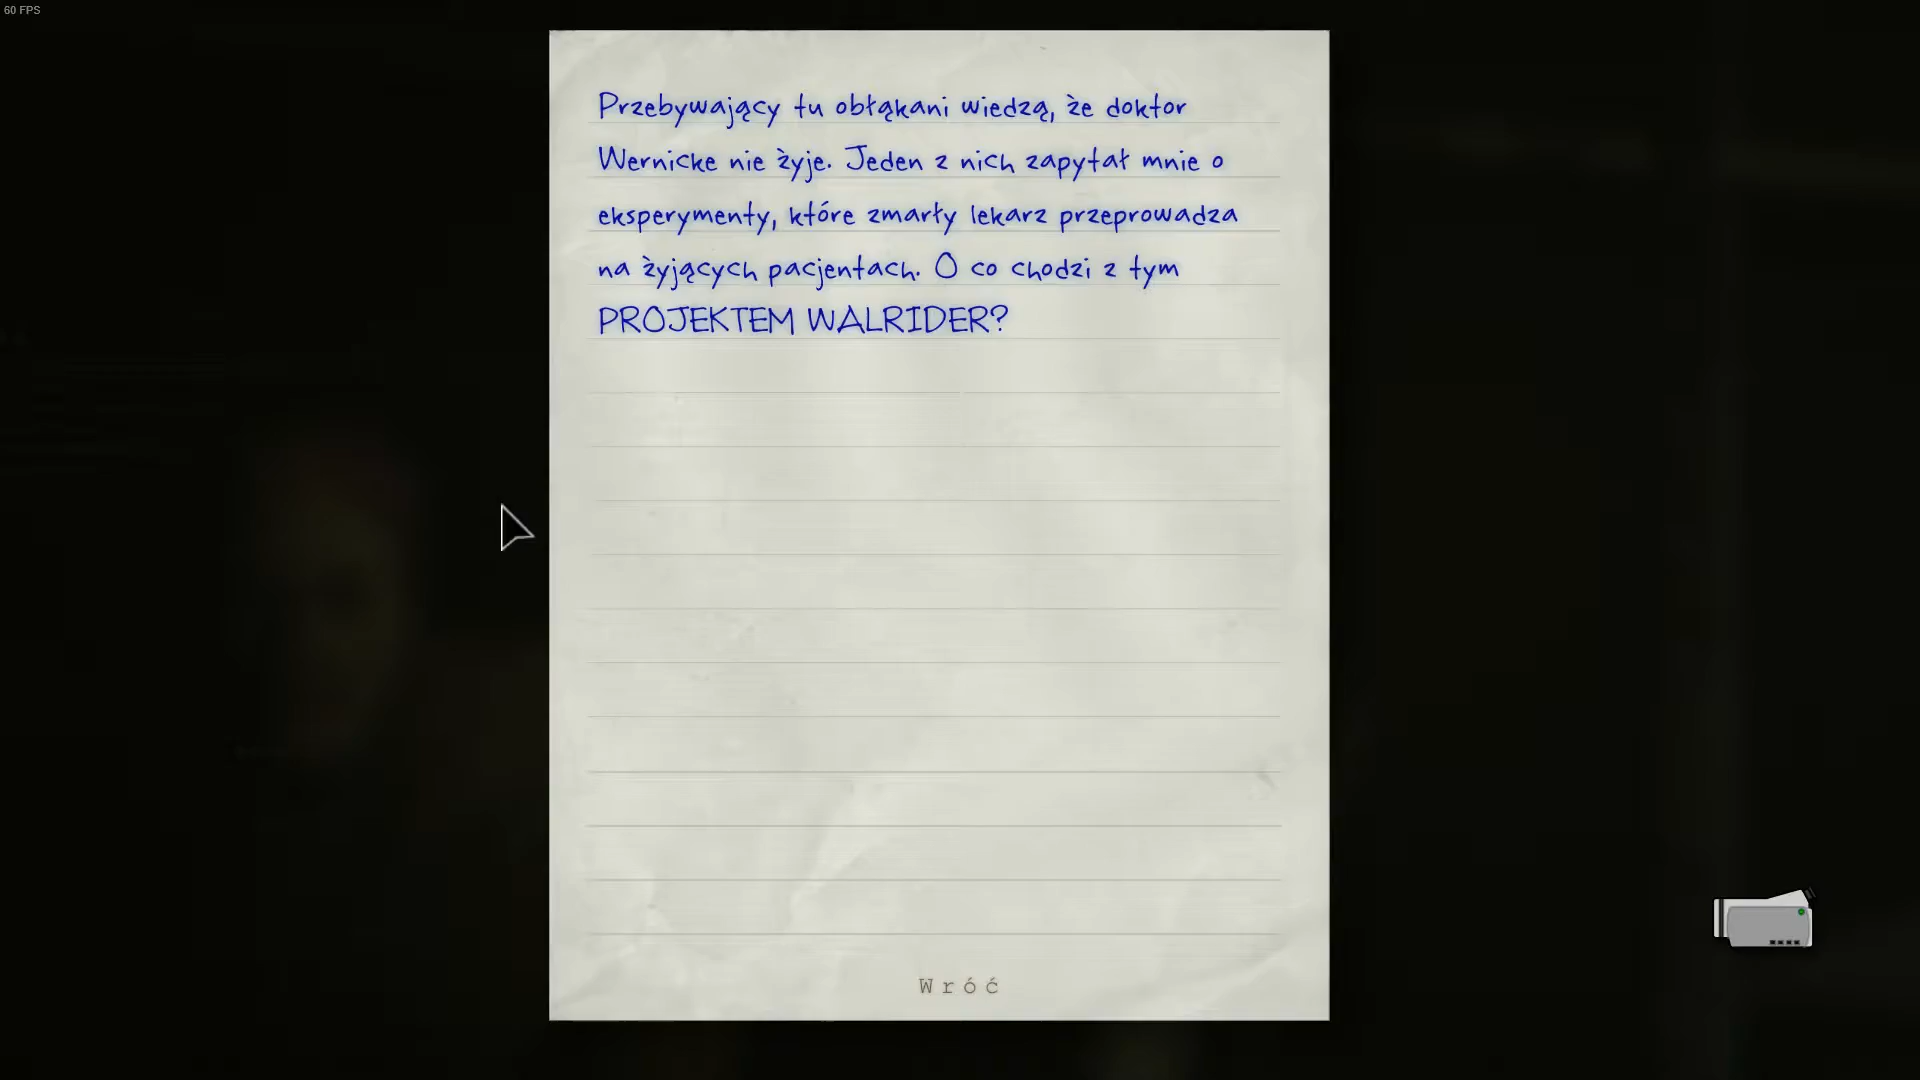 60 FPS
Przebywający tu obłąkani wiedzą, że doktor
Wernicke nie żyje. Jeden z nich zapytał mnie o
eksperymenty, które zmarły lekarz przeprowadza
na żyjących pacjentach. O co chodzi z tym
PROJEKTEM WALRIDER?
Wróć